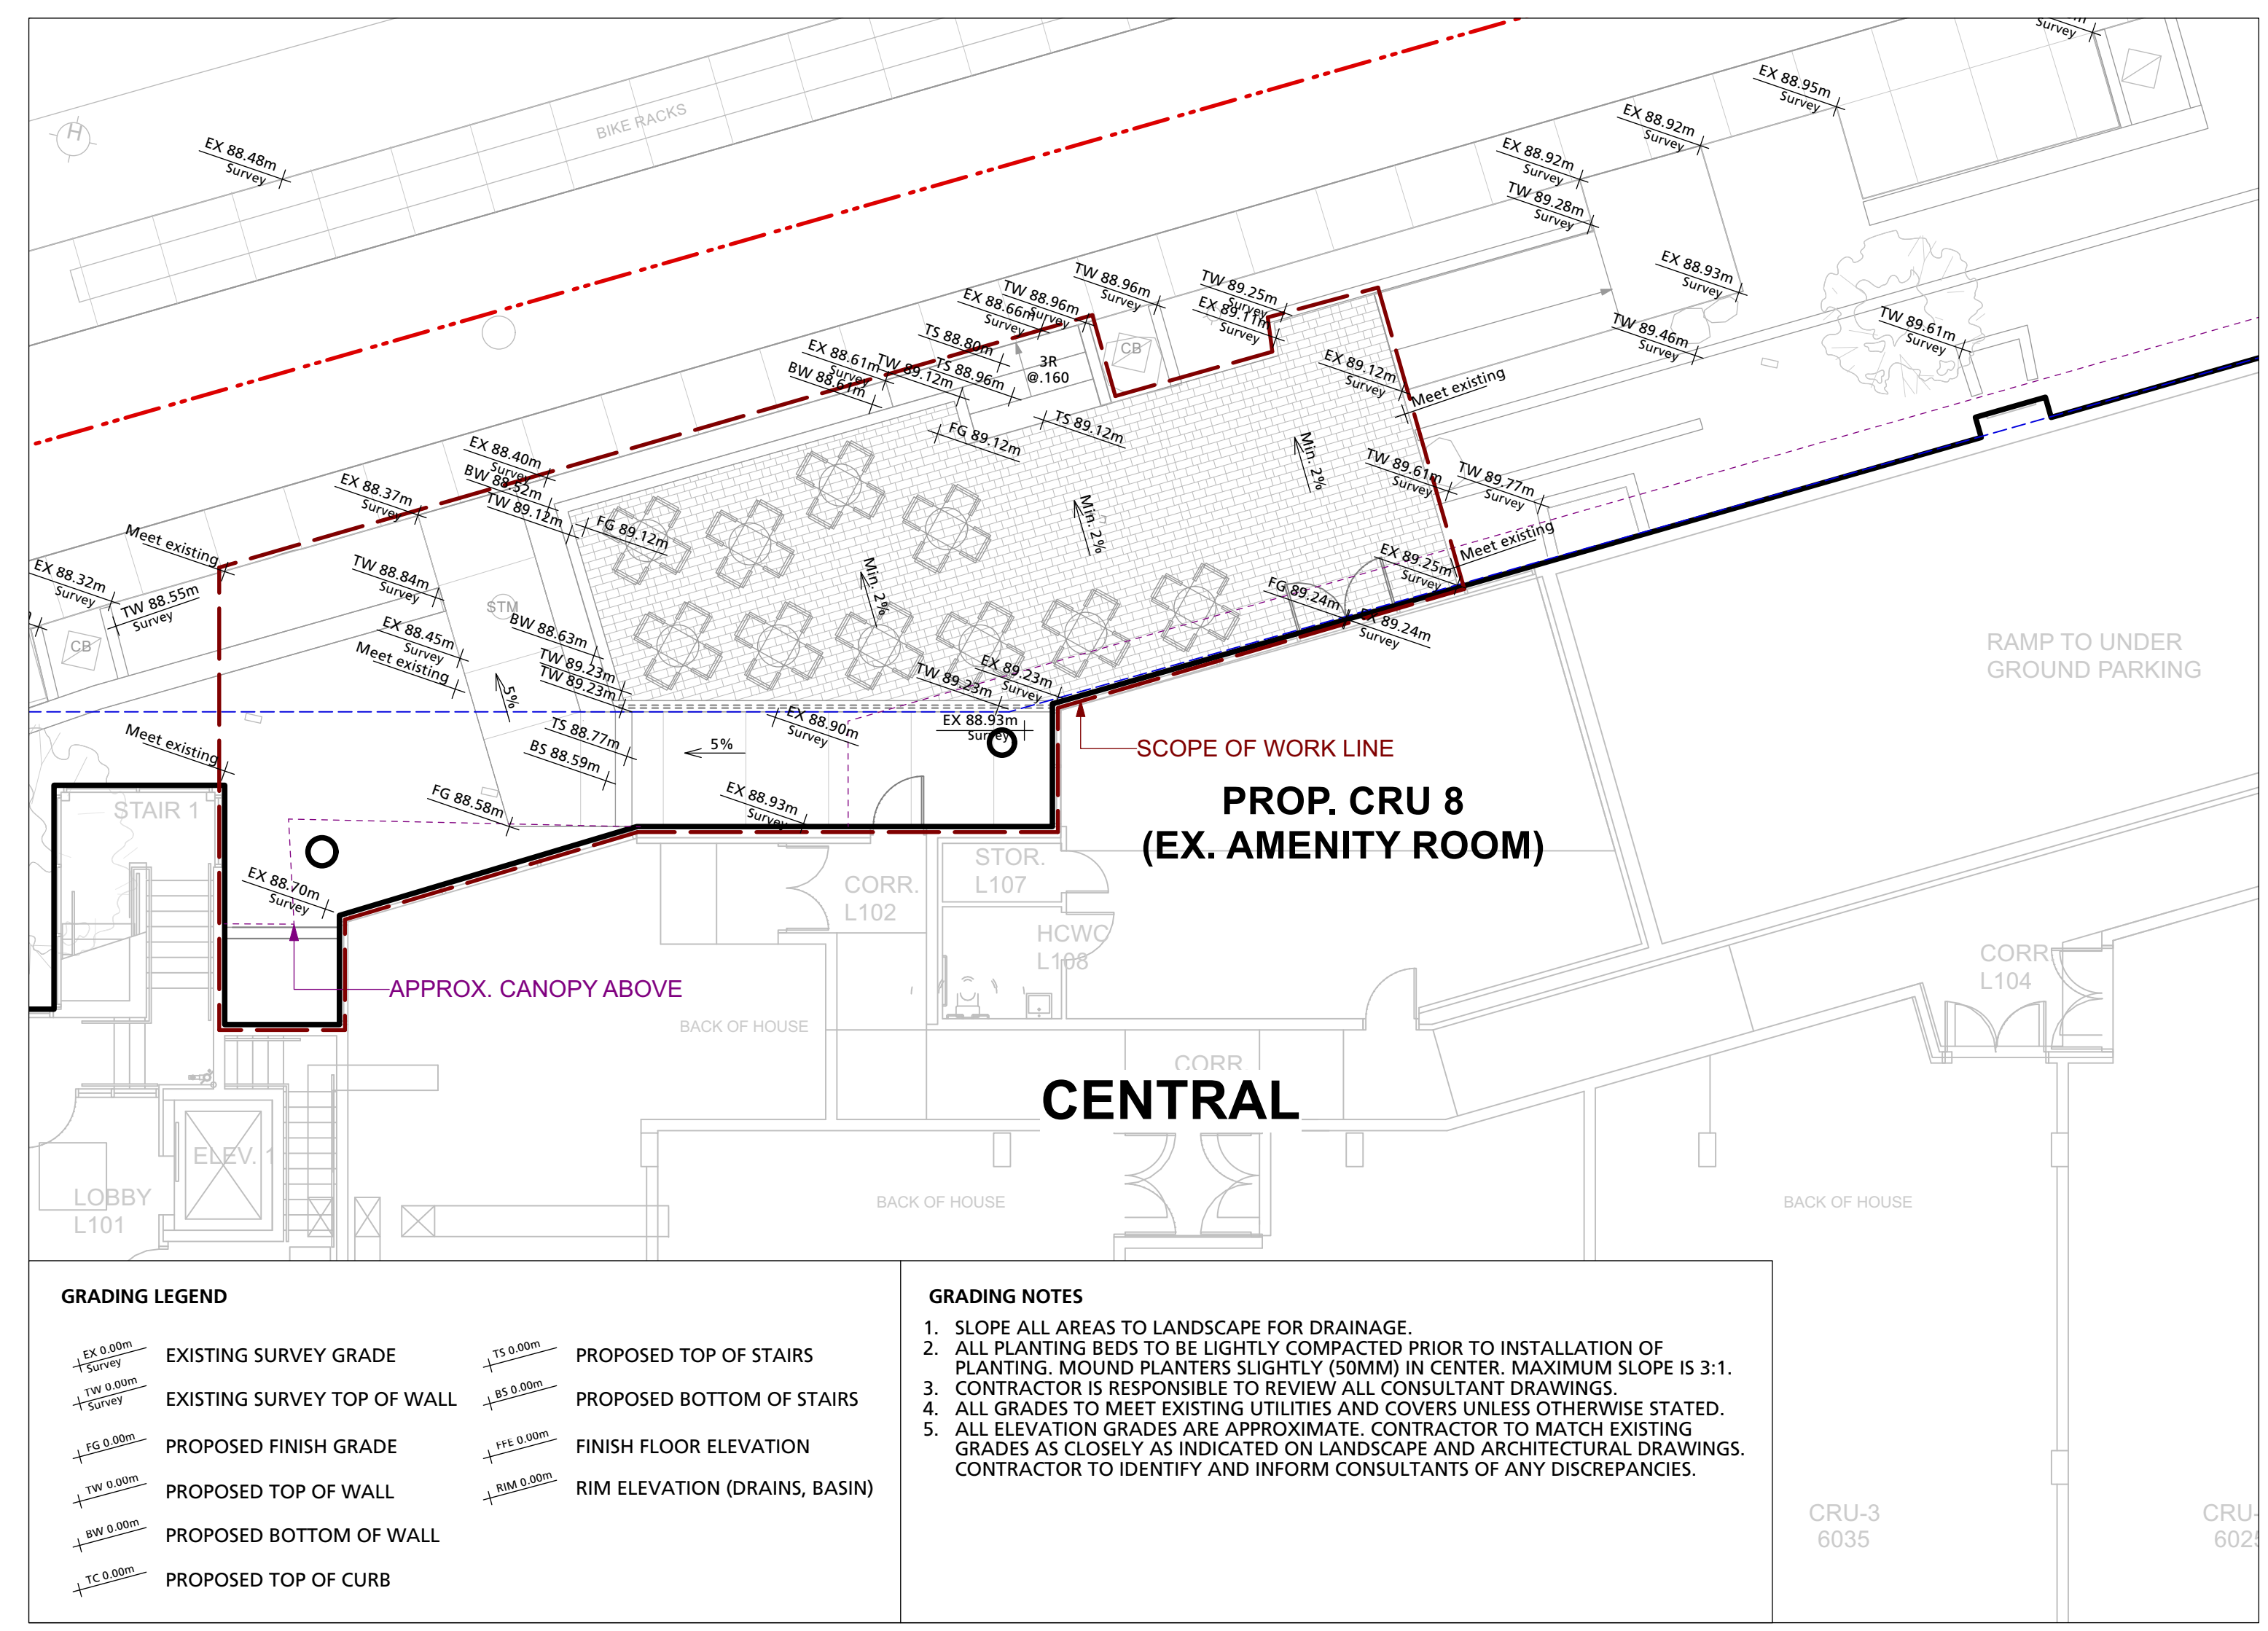 Survey
EX 88.95m
Survey
EX 88.92m
Survey
BIKE RACKS
H
EX 88.48m
Survey
EX 88.92m
Survey
TW 89.28m
Survey
EX 88.93m
Survey
TW 88.96m
Survey
TW 89.25m
Survey
TW 88.96m
Survey
EX 88.66m
Survey
EX 89.11m
Survey
TW 89.61m
Survey
TW 89.46m
Survey
TS 88.80m
3R
@.160
CB
EX 88.61m
Survey
TW 89.12m
TS 88.96m
BW 88.61m
EX 89.12m
Survey
Meet existing
FG 89.12m
TS 89.12m
Min. 2%
EX 88.40m
Survey
BW 88.52m
TW 89.12m
EX 88.37m
Survey
TW 89.61m
Survey
TW 89.77m
Survey
FG 89.12m
Min. 2%
Meet existing
Meet existing
EX 88.32m
Survey
TW 88.55m
Survey
TW 88.84m
Survey
Min. 2%
EX 89.25m
Survey
FG 89.24m
EX 89.24m
Survey
STM
CB
EX 88.45m
Survey
Meet existing
BW 88.63m
TW 89.23m
TW 89.23m
TW 89.23m
EX 89.23m
Survey
RAMP TO UNDER
GROUND PARKING
5%
EX 88.90m
Survey
EX 88.93m
Survey
TS 88.77m
BS 88.59m
5%
Meet existing
SCOPE OF WORK LINE
STAIR 1
FG 88.58m
EX 88.93m
Survey
PROP. CRU 8
(EX. AMENITY ROOM)
EX 88.70m
Survey
CORR.
L102
STOR.
L107
HCWC
L108
CORR.
L104
APPROX. CANOPY ABOVE
BACK OF HOUSE
CORR
CENTRAL
ELEV. 1
LOBBY
L101
BACK OF HOUSE
BACK OF HOUSE
GRADING LEGEND
EX 0.00m
Survey
EXISTING SURVEY GRADE
TW 0.00m
Survey
EXISTING SURVEY TOP OF WALL
FG 0.00m
PROPOSED FINISH GRADE
TW 0.00m
PROPOSED TOP OF WALL
BW 0.00m
PROPOSED BOTTOM OF WALL
TC 0.00m
PROPOSED TOP OF CURB
TS 0.00m
PROPOSED TOP OF STAIRS
BS 0.00m
PROPOSED BOTTOM OF STAIRS
FFE 0.00m
FINISH FLOOR ELEVATION
RIM 0.00m
RIM ELEVATION (DRAINS, BASIN)
GRADING NOTES
1. SLOPE ALL AREAS TO LANDSCAPE FOR DRAINAGE.
2. ALL PLANTING BEDS TO BE LIGHTLY COMPACTED PRIOR TO INSTALLATION OF
PLANTING. MOUND PLANTERS SLIGHTLY (50MM) IN CENTER. MAXIMUM SLOPE IS 3:1.
3. CONTRACTOR IS RESPONSIBLE TO REVIEW ALL CONSULTANT DRAWINGS.
4. ALL GRADES TO MEET EXISTING UTILITIES AND COVERS UNLESS OTHERWISE STATED.
5. ALL ELEVATION GRADES ARE APPROXIMATE. CONTRACTOR TO MATCH EXISTING
GRADES AS CLOSELY AS INDICATED ON LANDSCAPE AND ARCHITECTURAL DRAWINGS.
CONTRACTOR TO IDENTIFY AND INFORM CONSULTANTS OF ANY DISCREPANCIES.
CRU-3
6035
CRU-
602